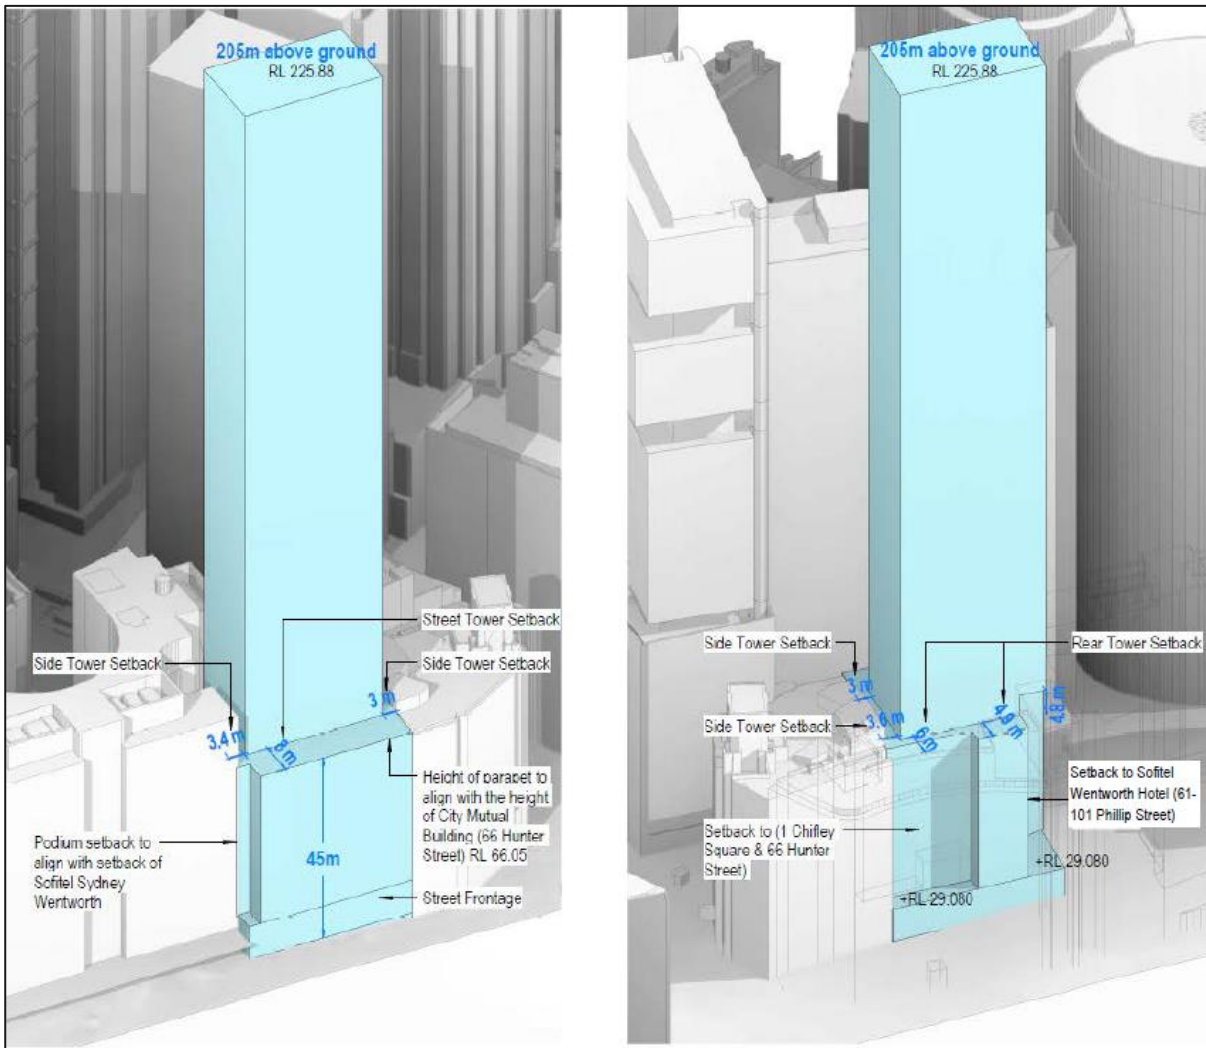 205m above ground
RL 225.88
Street Tower Setback
Side Tower Setback
Side Tower Setback
3 m
3.4 m
8 m
Height of parapet to
align with the height
of City Mutual
Building (66 Hunter
Street) RL 66.05
Podium setback to
align with setback of
Sofitel Sydney
Wentworth
45m
Street Frontage
205m above ground
RL 225.88
Side Tower Setback
Rear Tower Setback
3 m
Side Tower Setback
3.6 m
6 m
4.9 m
4.8 m
Setback to Sofitel
Wentworth Hotel (61-
101 Phillip Street)
Setback to (1 Chifley
Square & 66 Hunter
Street)
+RL 29.080
+RL 29.080